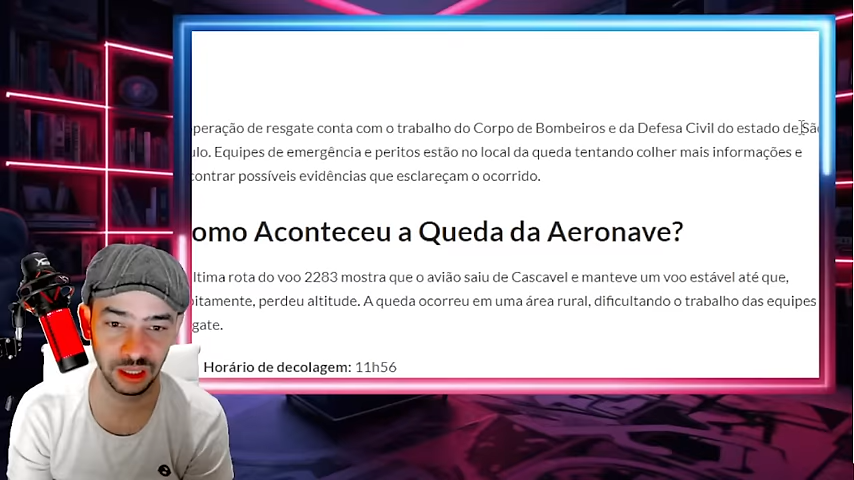 peração de resgate conta com o trabalho do Corpo de Bombeiros e da Defesa Civil do estado de São
ulo. Equipes de emergência e peritos estão no local da queda tentando colher mais informações e
contrar possíveis evidências que esclareçam o ocorrido.
omo Aconteceu a Queda da Aeronave?
ltima rota do voo 2283 mostra que o avião saiu de Cascavel e manteve um voo estável até que,
bitamente, perdeu altitude. A queda ocorreu em uma área rural, dificultando o trabalho das equipes
gate.
Horário de decolagem: 11h56